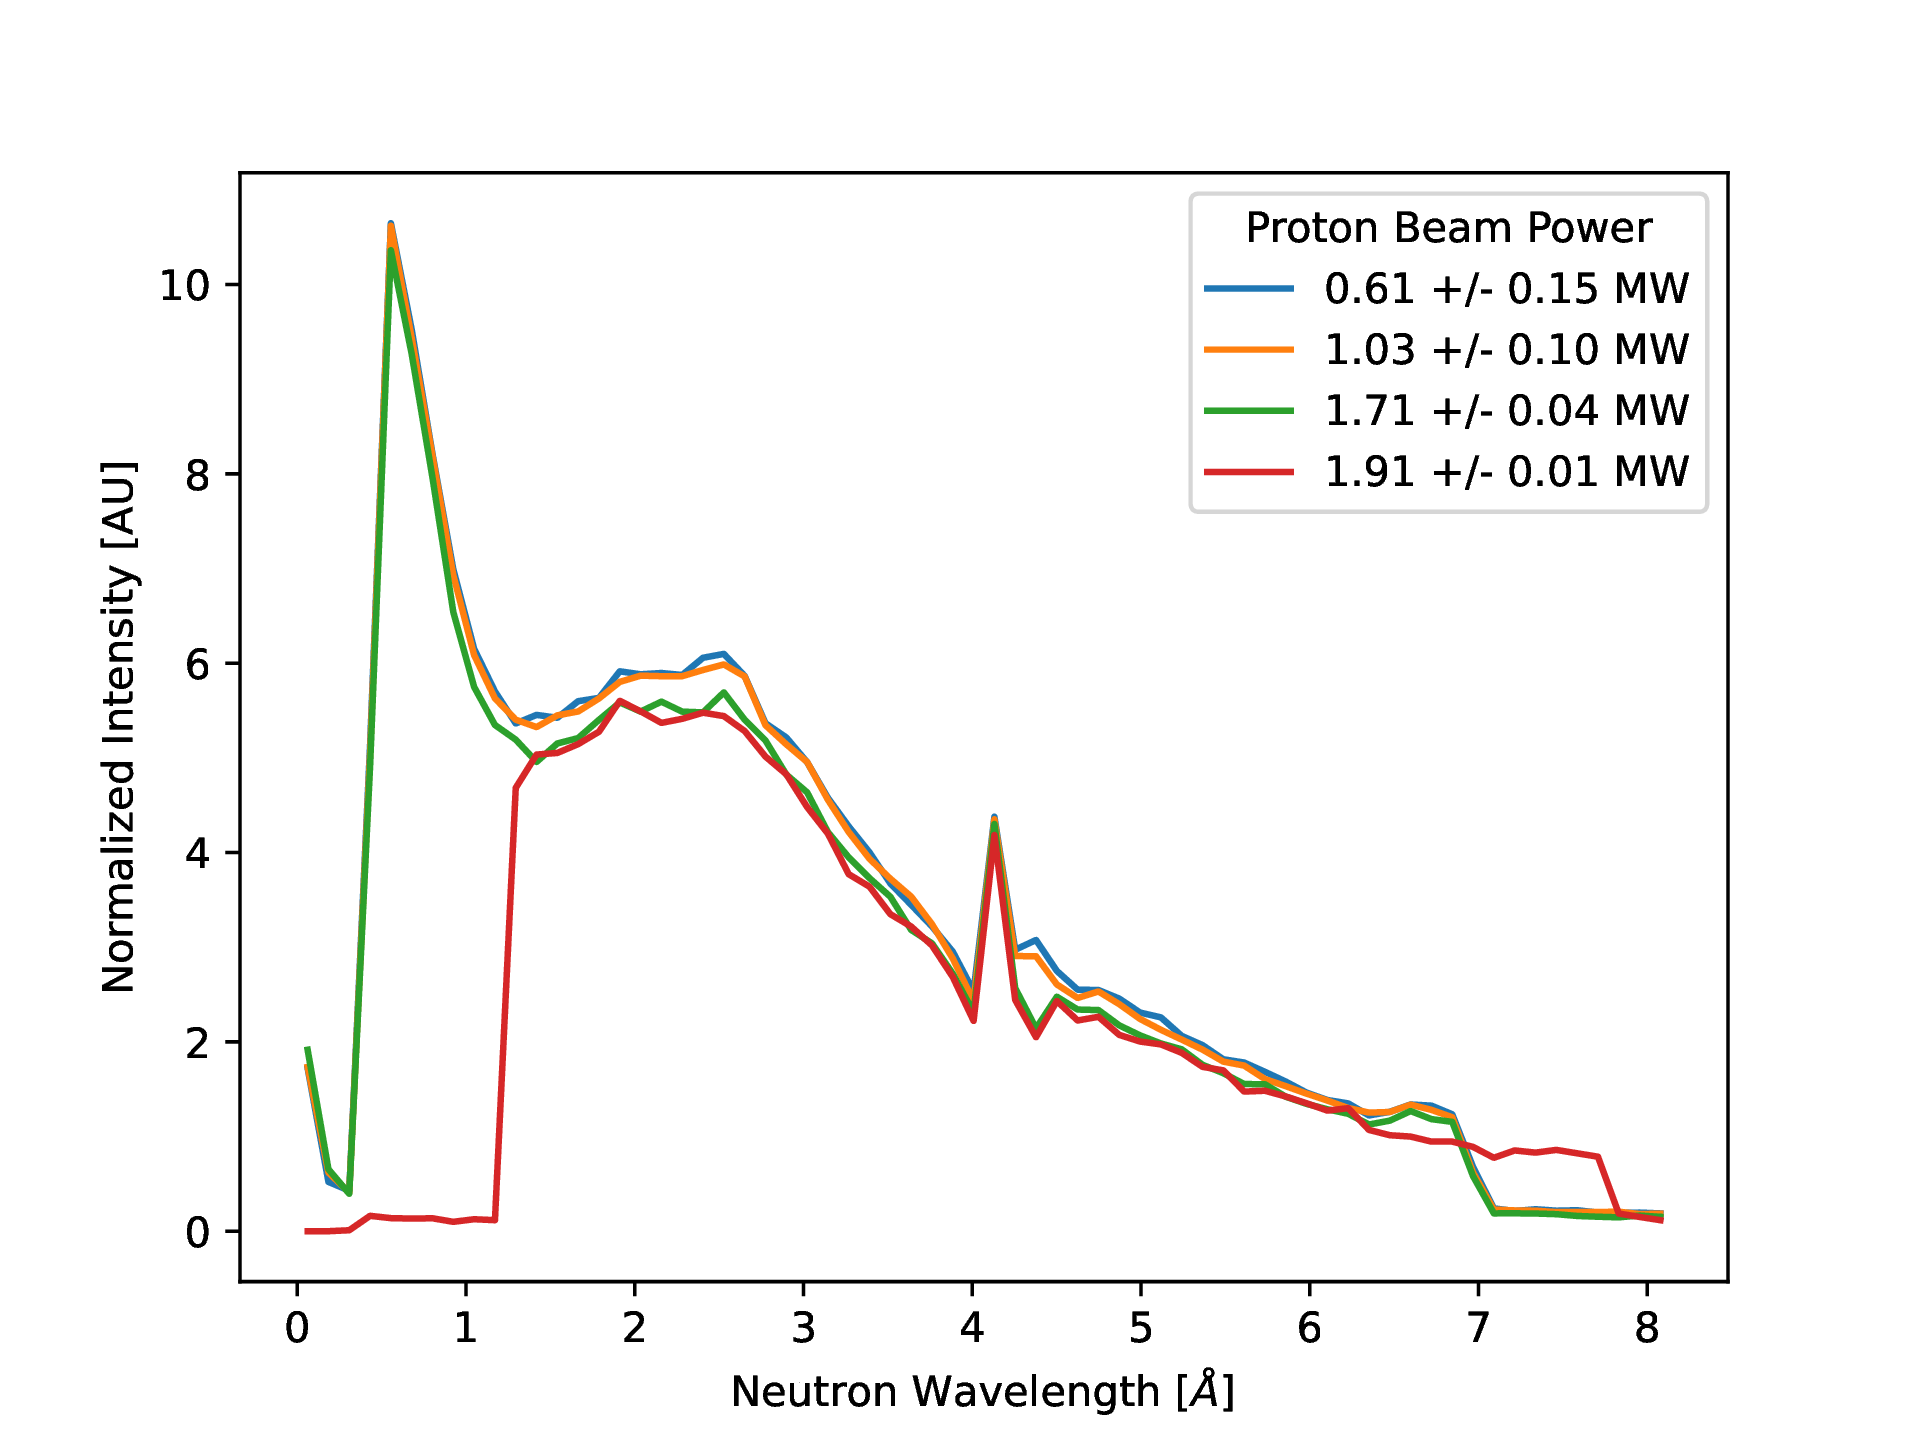 Proton Beam Power
0.61 +/- 0.15 MW
1.03 +/- 0.10 MW
1.71 +/- 0.04 MW
1.91 +/- 0.01 MW
Normalized Intensity [AU]
10
8
6
4
2
0
0 1 2 3 4 5 6 7 8
Neutron Wavelength [Å]